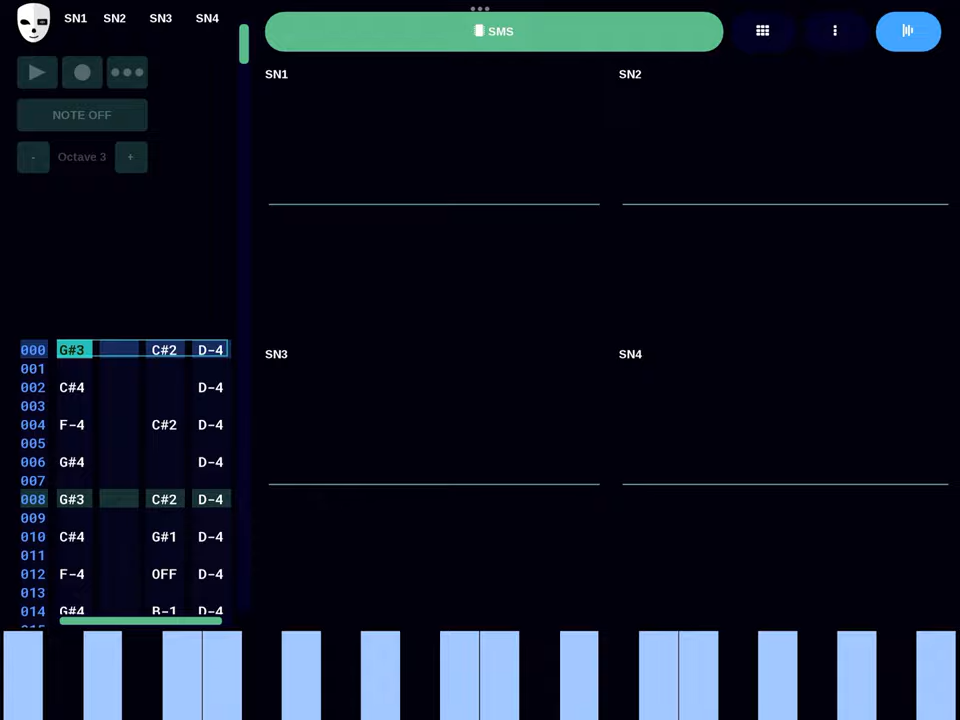 SN1 SN2 SN3 SN4
SMS
NOTE OFF
- Octave 3 +
SN1 SN2
SN3 SN4
000 G#3 C#2 D-4
001
002 C#4 D-4
003
004 F-4 C#2 D-4
005
006 G#4 D-4
007
008 G#3 C#2 D-4
009
010 C#4 G#1 D-4
011
012 F-4 OFF D-4
013
014 G#4 B-1 D-4